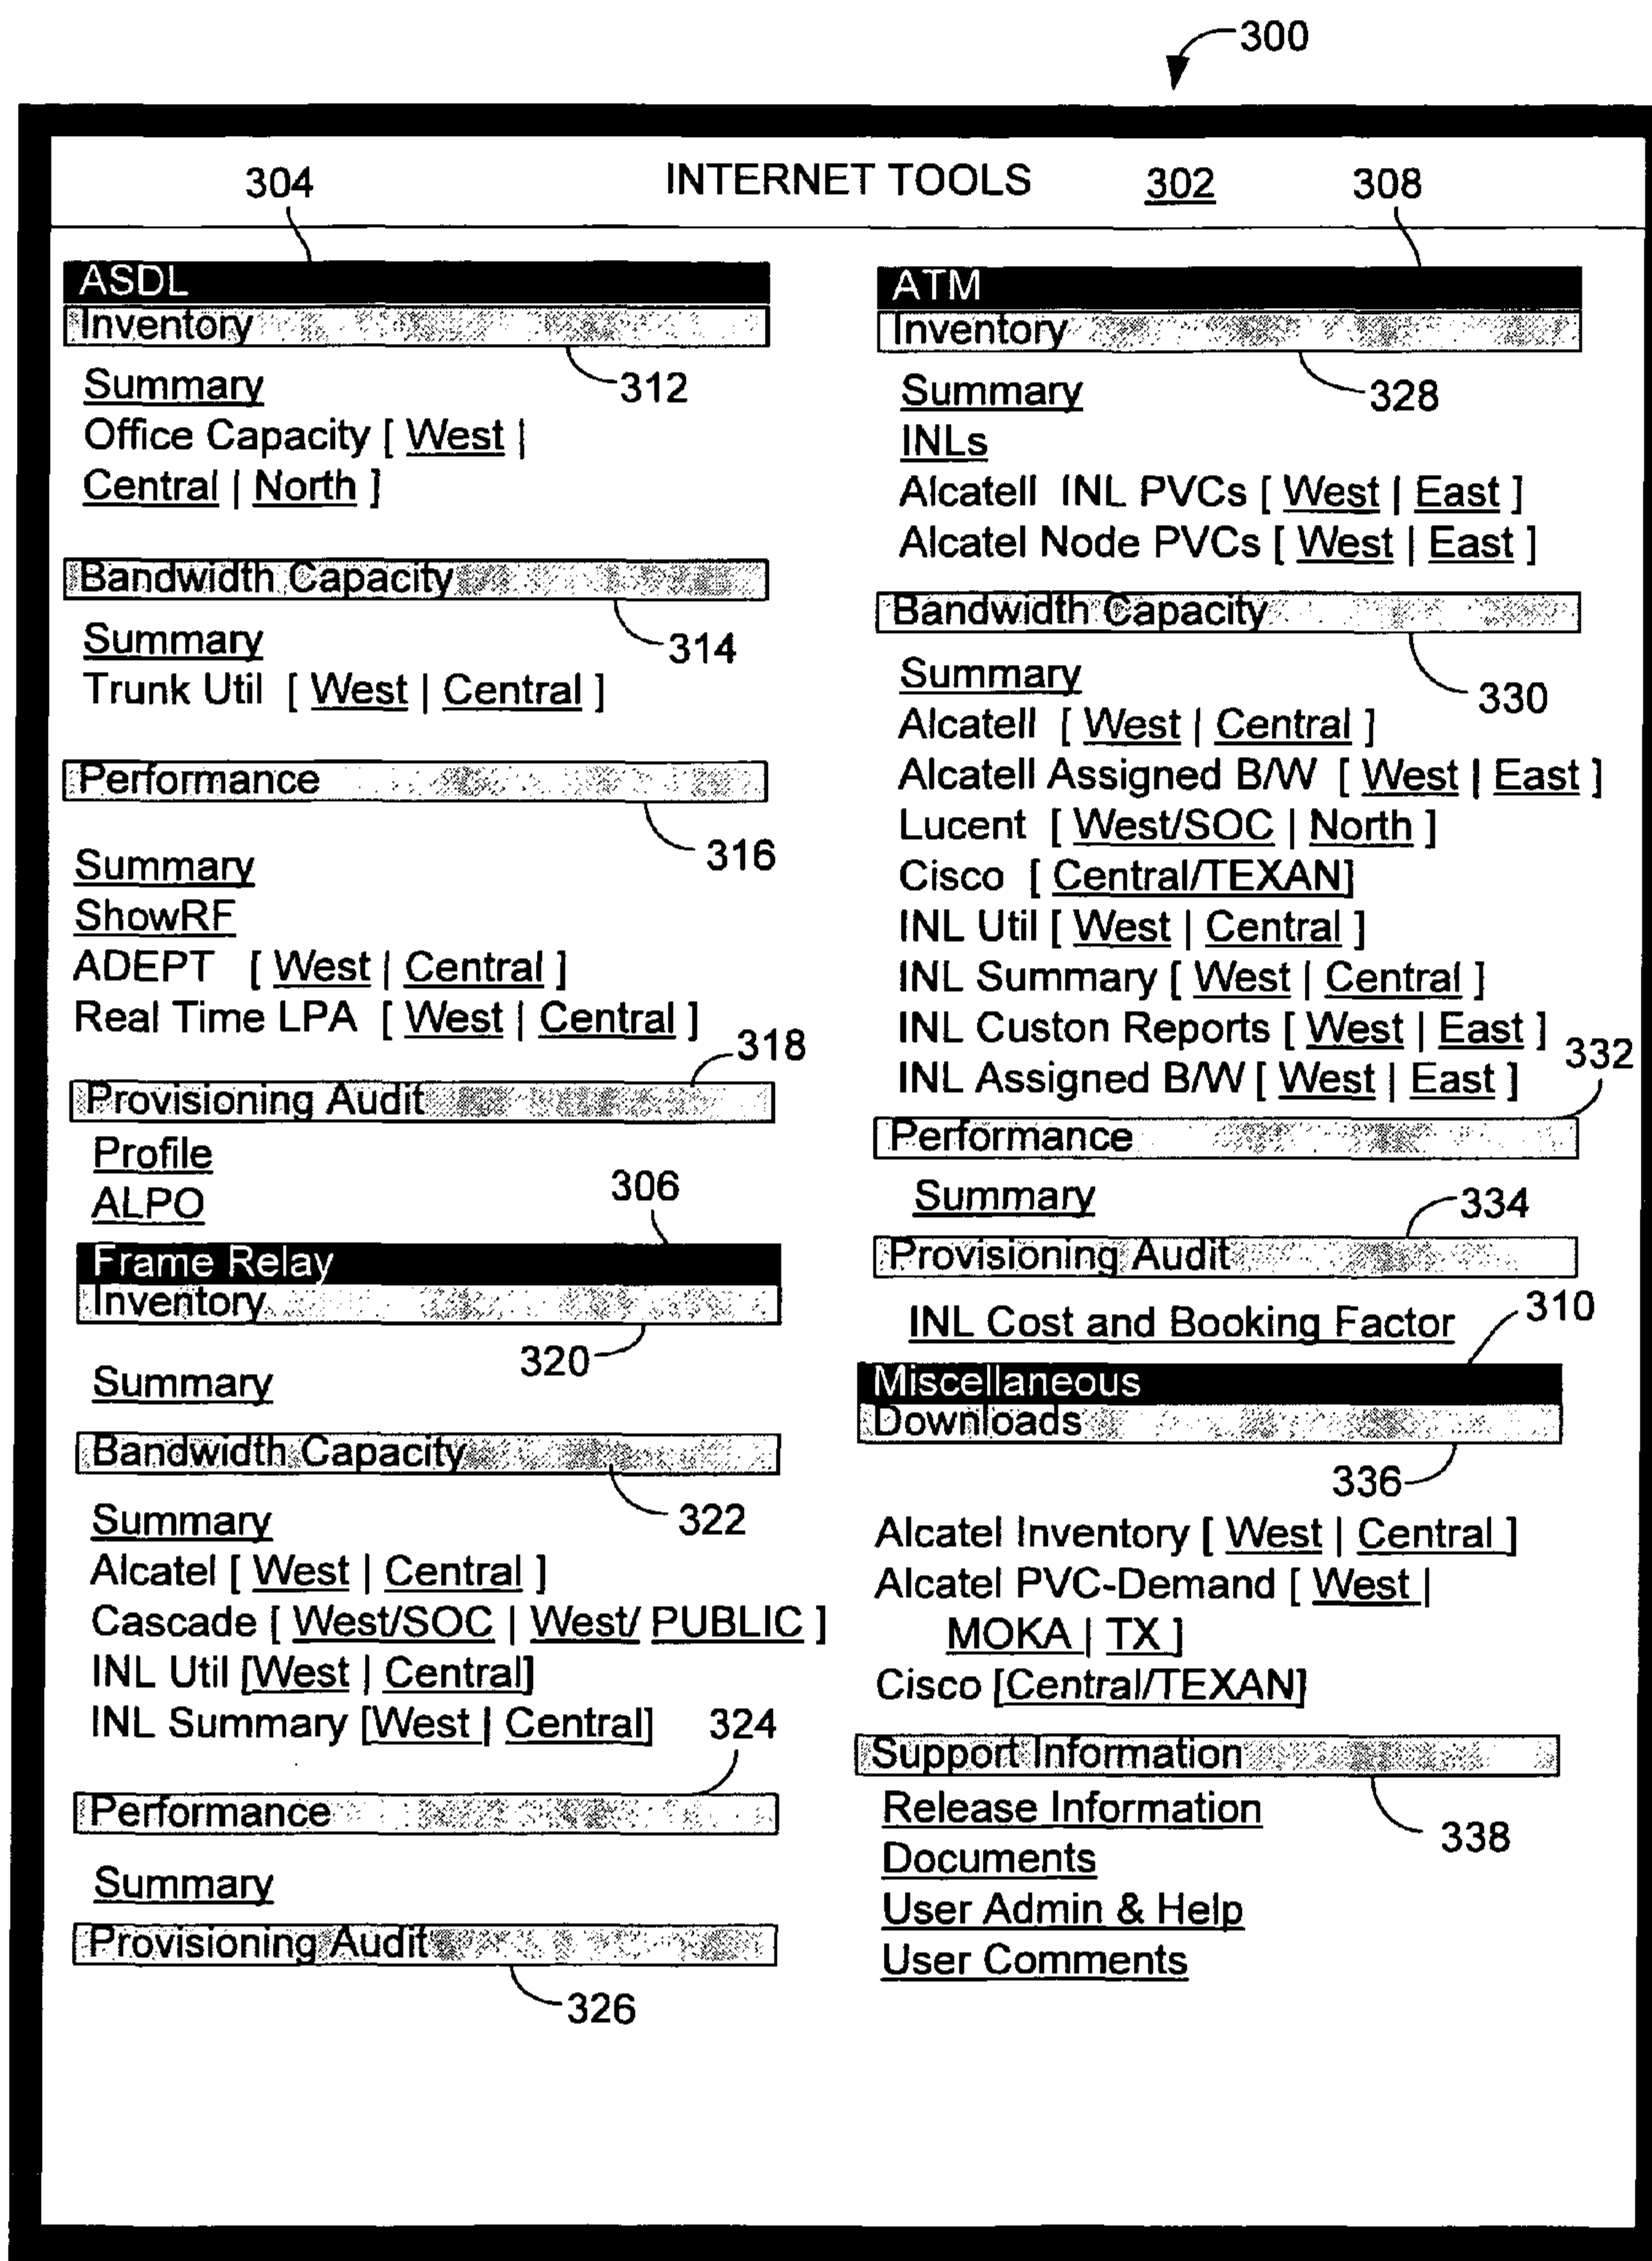 300
INTERNET TOOLS 302
304
308
ASDL
Inventory
312
Summary
Office Capacity [ West |
Central | North ]
Bandwidth Capacity
314
Summary
Trunk Util [ West | Central ]
Performance
316
Summary
ShowRF
ADEPT [ West | Central ]
Real Time LPA [ West | Central ]
318
Provisioning Audit
Profile
ALPO
306
Frame Relay
Inventory
320
Summary
Bandwidth Capacity
322
Summary
Alcatel [ West | Central ]
Cascade [ West/SOC | West/ PUBLIC ]
INL Util [West | Central]
INL Summary [West | Central]
324
Performance
Summary
Provisioning Audit
326
ATM
Inventory
328
Summary
INLs
Alcatell INL PVCs [ West | East ]
Alcatel Node PVCs [ West | East ]
Bandwidth Capacity
330
Summary
Alcatell [ West | Central ]
Alcatell Assigned B/W [ West | East ]
Lucent [ West/SOC | North ]
Cisco [ Central/TEXAN]
INL Util [ West | Central ]
INL Summary [ West | Central ]
INL Custon Reports [ West | East ]
332
INL Assigned B/W [ West | East ]
Performance
Summary
334
Provisioning Audit
INL Cost and Booking Factor
310
Miscellaneous
Downloads
336
Alcatel Inventory [ West | Central ]
Alcatel PVC-Demand [ West |
MOKA | TX ]
Cisco [Central/TEXAN]
Support Information
338
Release Information
Documents
User Admin & Help
User Comments